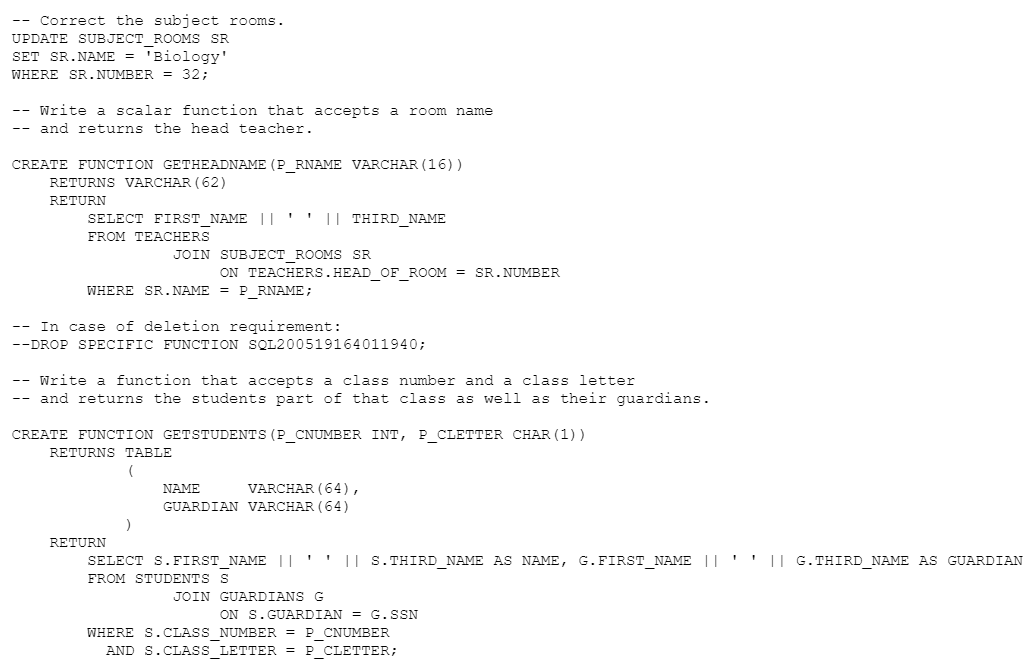 -- Correct the subject rooms.
UPDATE SUBJECT_ROOMS SR
SET SR.NAME = 'Biology'
WHERE SR.NUMBER = 32;

-- Write a scalar function that accepts a room name
-- and returns the head teacher.

CREATE FUNCTION GETHEADNAME(P_RNAME VARCHAR(16))
    RETURNS VARCHAR(62)
    RETURN
        SELECT FIRST_NAME || ' ' || THIRD_NAME
        FROM TEACHERS
                 JOIN SUBJECT_ROOMS SR
                      ON TEACHERS.HEAD_OF_ROOM = SR.NUMBER
        WHERE SR.NAME = P_RNAME;

-- In case of deletion requirement:
--DROP SPECIFIC FUNCTION SQL200519164011940;

-- Write a function that accepts a class number and a class letter
-- and returns the students part of that class as well as their guardians.

CREATE FUNCTION GETSTUDENTS(P_CNUMBER INT, P_CLETTER CHAR(1))
    RETURNS TABLE
            (
                NAME     VARCHAR(64),
                GUARDIAN VARCHAR(64)
            )
    RETURN
        SELECT S.FIRST_NAME || ' ' || S.THIRD_NAME AS NAME, G.FIRST_NAME || ' ' || G.THIRD_NAME AS GUARDIAN
        FROM STUDENTS S
                 JOIN GUARDIANS G
                      ON S.GUARDIAN = G.SSN
        WHERE S.CLASS_NUMBER = P_CNUMBER
          AND S.CLASS_LETTER = P_CLETTER;